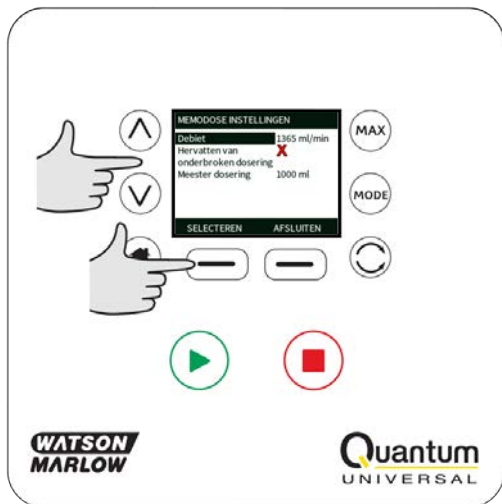 MEMODOSE INSTELLINGEN
Debiet 1365 ml/min
Hervatten van
onderbroken dosering
Meester dosering 1000 ml
SELECTEREN AFSLUITEN
MAX
MODE
WATSON
MARLOW
Quantum
UNIVERSAL